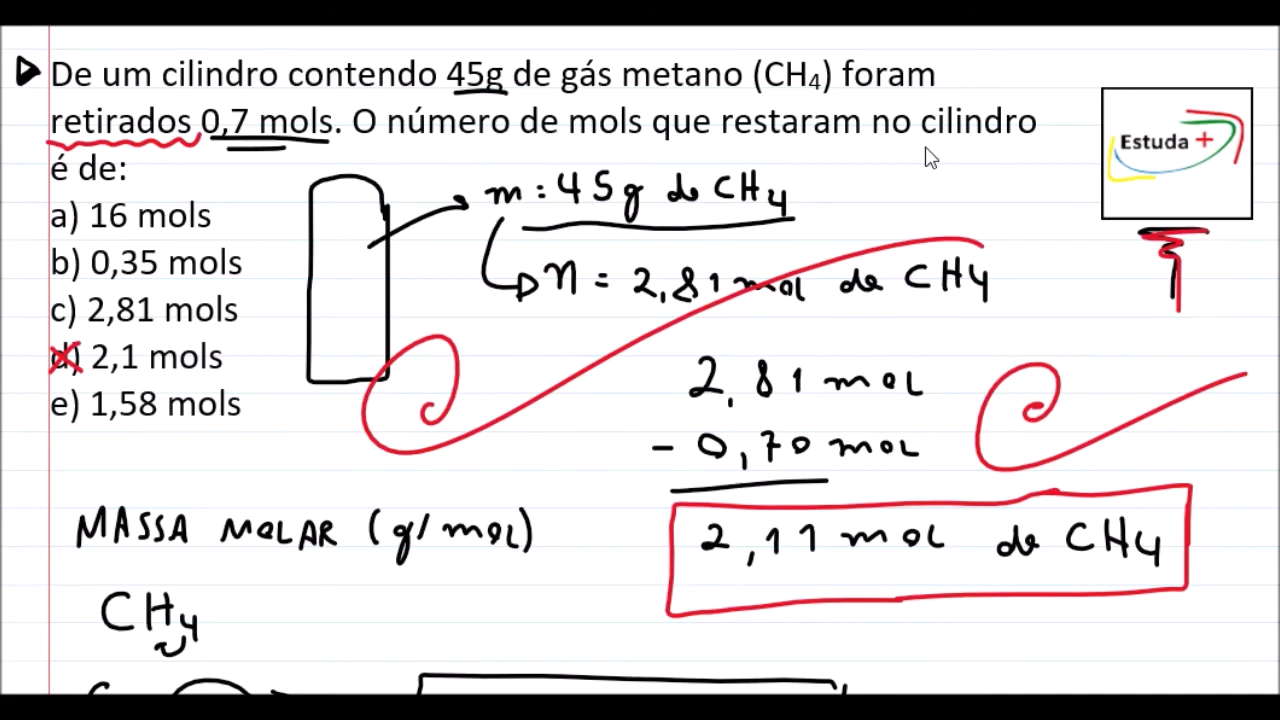 De um cilindro contendo 45g de gás metano (CH₄) foram
retirados 0,7 mols. O número de mols que restaram no cilindro
é de:
a) 16 mols
b) 0,35 mols
c) 2,81 mols
d) 2,1 mols
e) 1,58 mols
Estuda +
m: 45g de CH4
n = 2,81 mol de CH4
2,81 mol
- 0,70 mol
2,11 mol de CH4
MASSA MOLAR (g/mol)
CH4